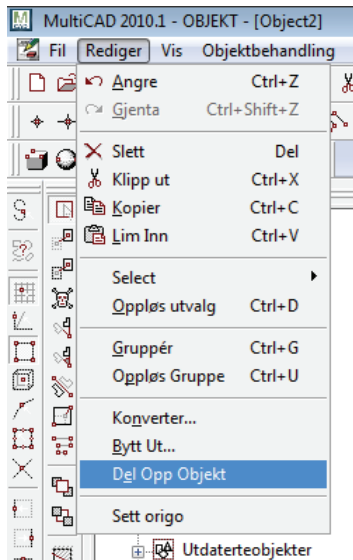 MultiCAD 2010.1 - OBJEKT - [Object2]
Fil Rediger Vis Objektbehandling
Angre Ctrl+Z
Gjenta Ctrl+Shift+Z
Slett Del
Klipp ut Ctrl+X
Kopier Ctrl+C
Lim Inn Ctrl+V
Select
Oppløs utvalg Ctrl+D
Gruppér Ctrl+G
Oppløs Gruppe Ctrl+U
Konverter...
Bytt Ut...
Del Opp Objekt
Sett origo
Utdaterteobjekter